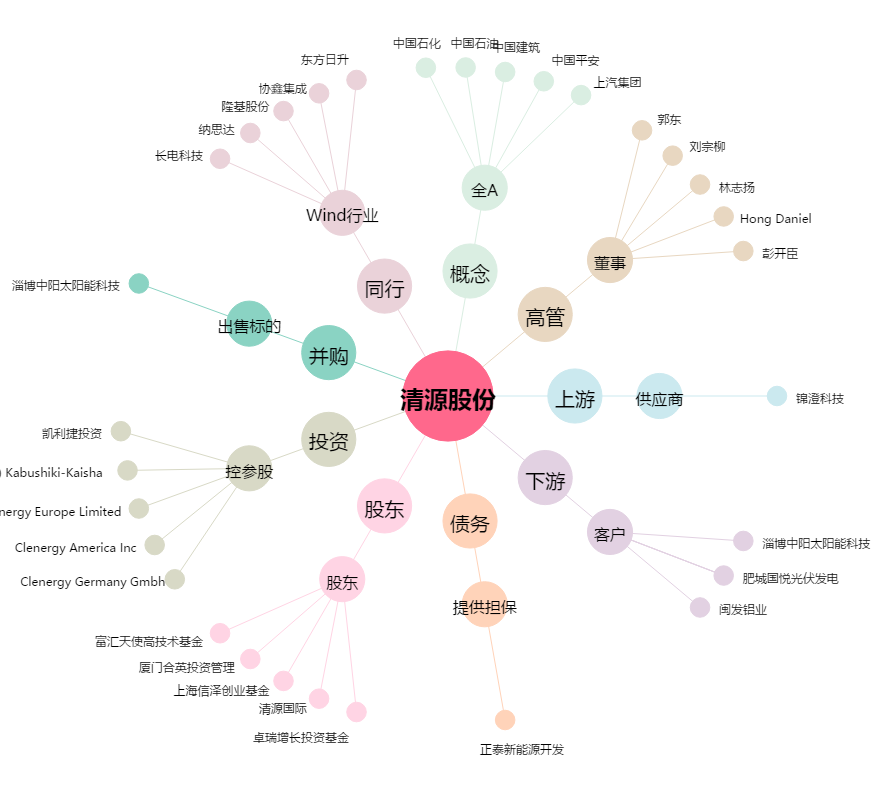 中国石化
中国石油
中国建筑
中国平安
上汽集团
东方日升
协鑫集成
隆基股份
纳思达
长电科技
Wind行业
同行
全A
概念
郭东
刘宗柳
林志扬
Hong Daniel
彭开臣
董事
高管
淄博中阳太阳能科技
出售标的
并购
清源股份
上游
供应商
锦澄科技
凯利捷投资
) Kabushiki-Kaisha
nergy Europe Limited
Clenergy America Inc
Clenergy Germany Gmbh
控参股
投资
下游
客户
淄博中阳太阳能科技
肥城国悦光伏发电
闽发铝业
股东
股东
富汇天使高技术基金
厦门合英投资管理
上海信泽创业基金
清源国际
卓瑞增长投资基金
债务
提供担保
正泰新能源开发